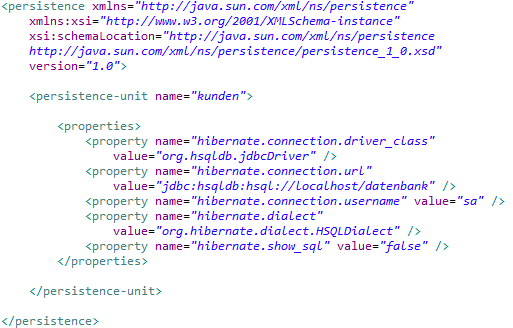 <persistence xmlns="http://java.sun.com/xml/ns/persistence"
xmlns:xsi="http://www.w3.org/2001/XMLSchema-instance"
xsi:schemaLocation="http://java.sun.com/xml/ns/persistence
http://java.sun.com/xml/ns/persistence/persistence_1_0.xsd"
version="1.0">
<persistence-unit name="kunden">
<properties>
<property name="hibernate.connection.driver_class"
value="org.hsqldb.jdbcDriver" />
<property name="hibernate.connection.url"
value="jdbc:hsqldb:hsql://localhost/datenbank" />
<property name="hibernate.connection.username" value="sa" />
<property name="hibernate.dialect"
value="org.hibernate.dialect.HSQLDialect" />
<property name="hibernate.show_sql" value="false" />
</properties>
</persistence-unit>
</persistence>